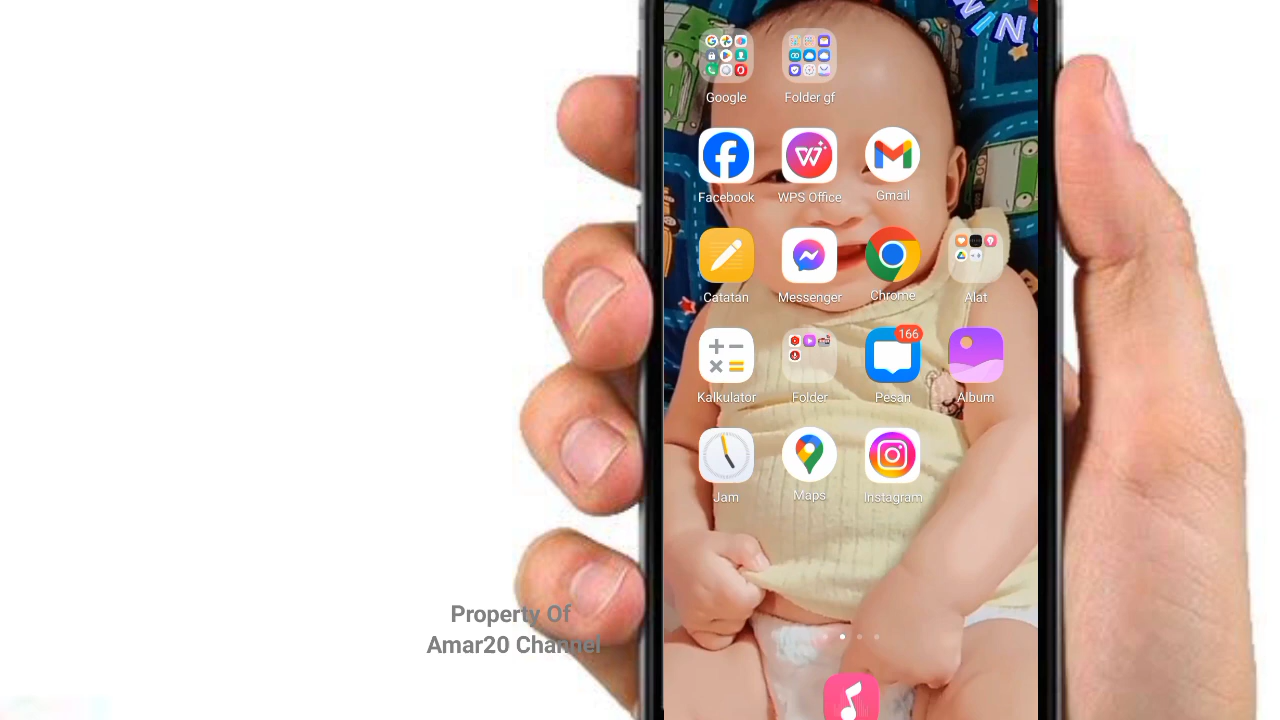 WIN
Google
Folder gf
Facebook
WPS Office
Gmail
Catatan
Messenger
Chrome
Alat
166
Kalkulator
Folder
Pesan
Album
Jam
Maps
Instagram
Property Of
Amar20 Channel